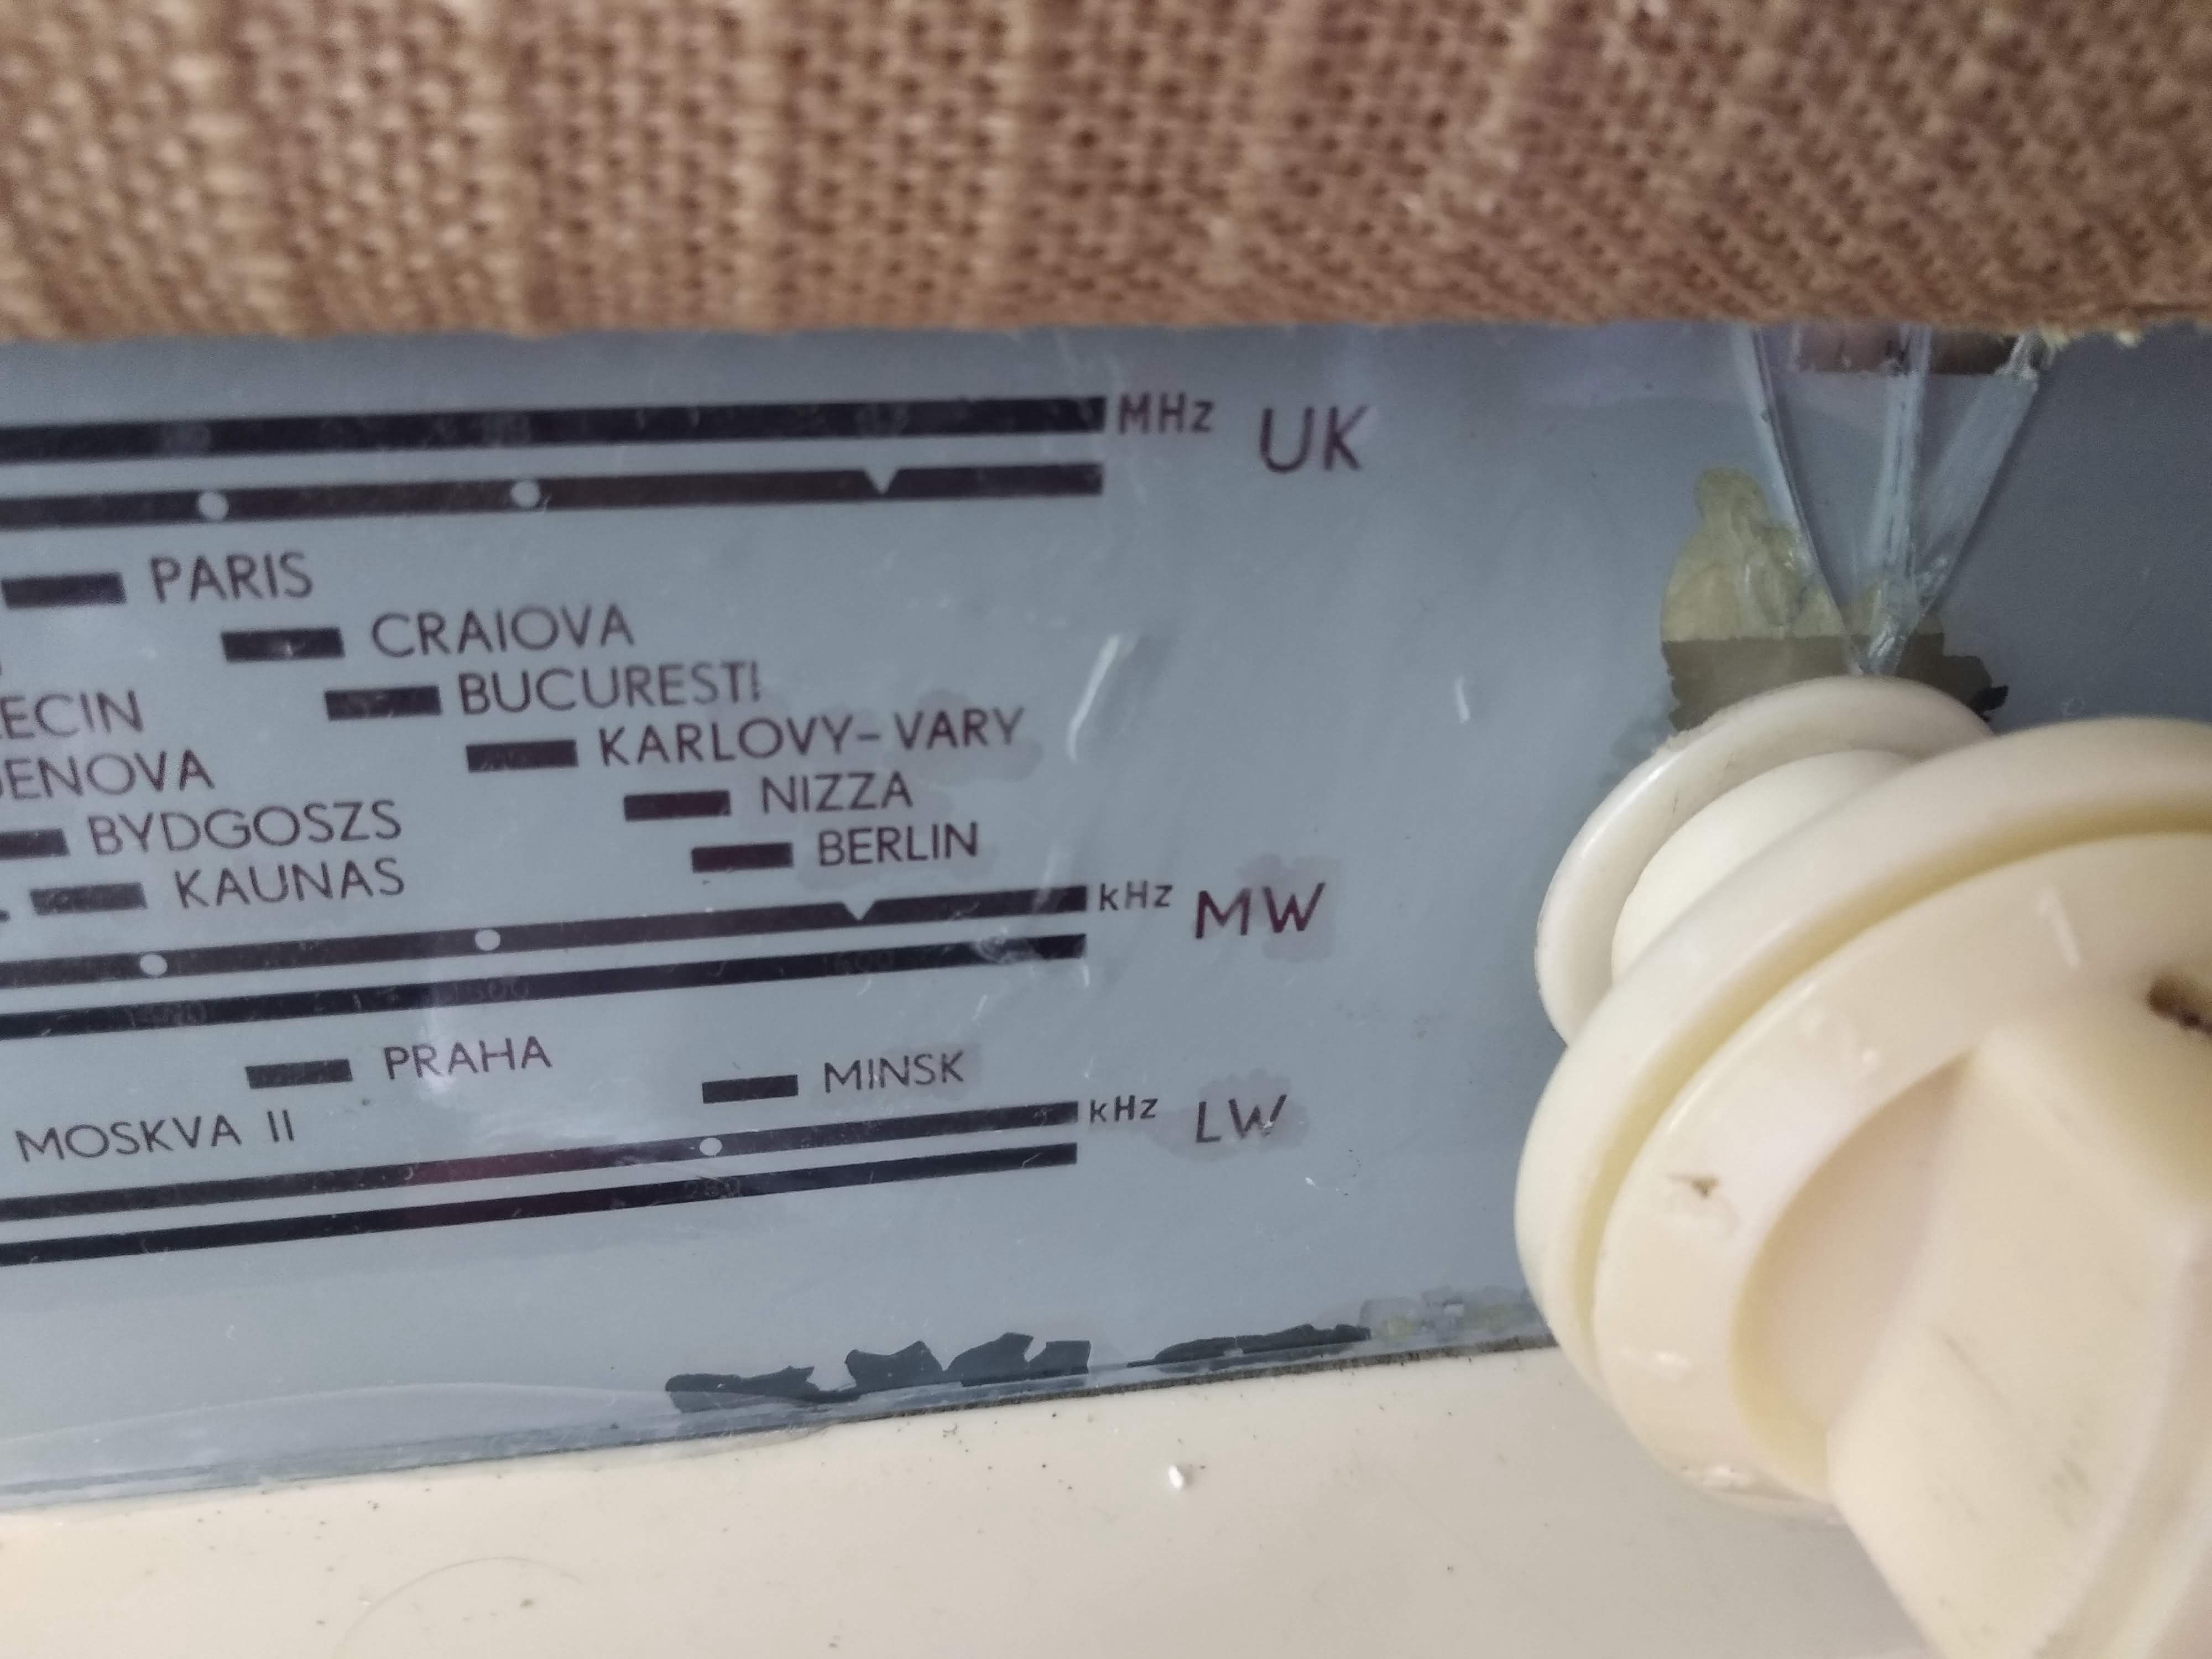 MHz UK
PARIS
CRAIOVA
BUCURESTI
ECIN
KARLOVY-VARY
ENOVA
NIZZA
BYDGOSZS
BERLIN
KAUNAS
kHz MW
PRAHA
MINSK
MOSKVA II
kHz LW